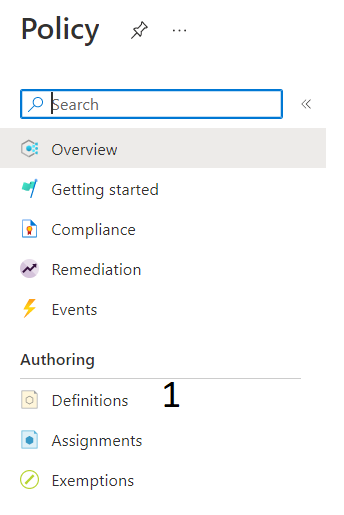 Policy ...
Search «
Overview
Getting started
Compliance
Remediation
Events
Authoring
Definitions 1
Assignments
Exemptions